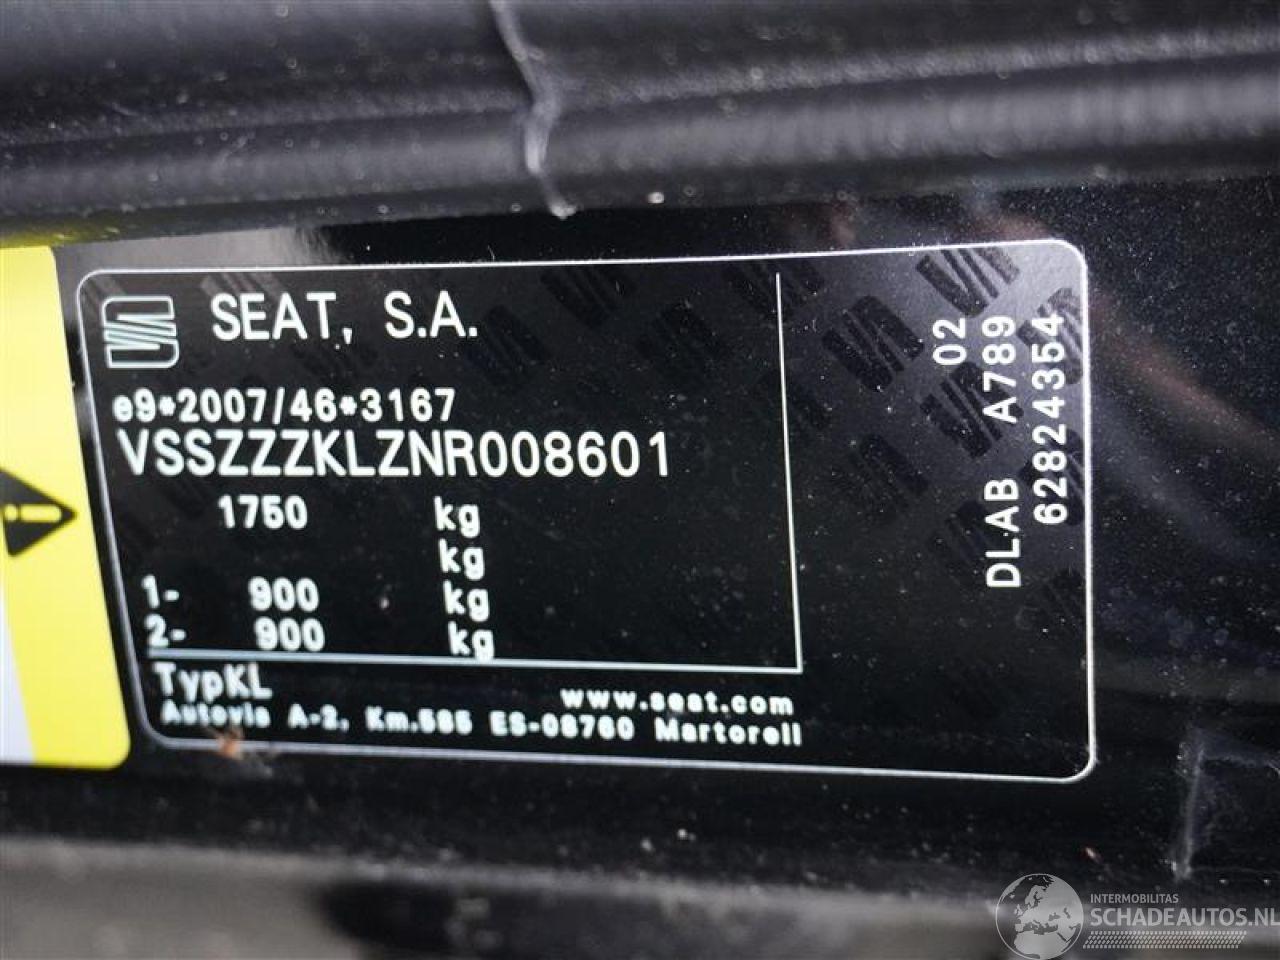 SEAT, S.A.
e9*2007/46*3167
VSSZZZKLZNR008601
1750 kg
kg
1- 900 kg
2- 900 kg
TypKL
www.seat.com
Autovia A-2, Km.585 ES-08760 Martorell
02
DLAB A789
62824354
INTERMOBILITAS
SCHADEAUTOS.NL